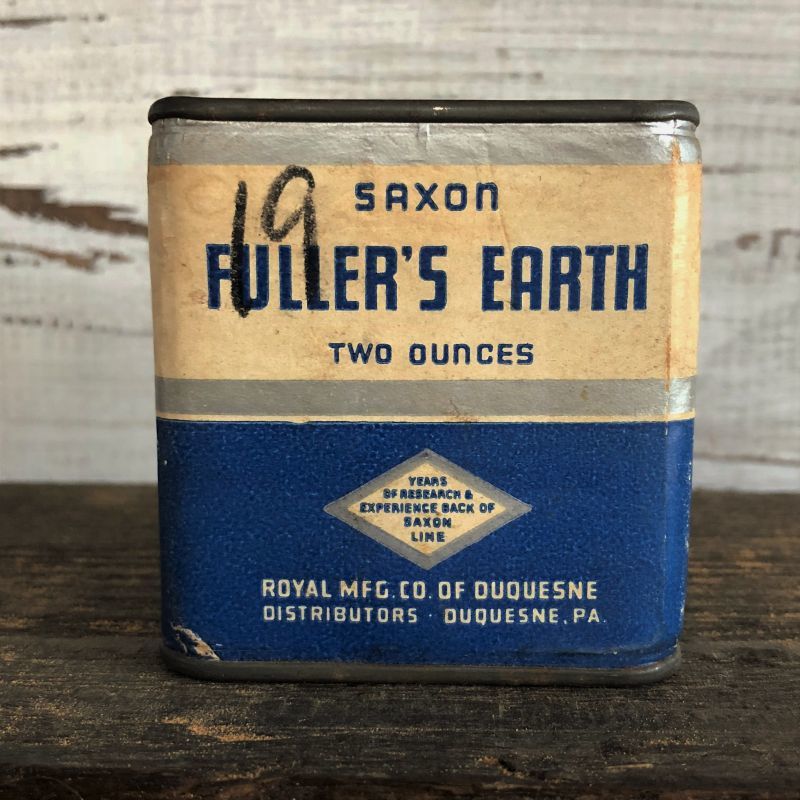 19
SAXON
FULLER'S EARTH
TWO OUNCES
YEARS
OF RESEARCH &
EXPERIENCE BACK OF
SAXON
LINE
ROYAL MFG. CO. OF DUQUESNE
DISTRIBUTORS · DUQUESNE, PA.